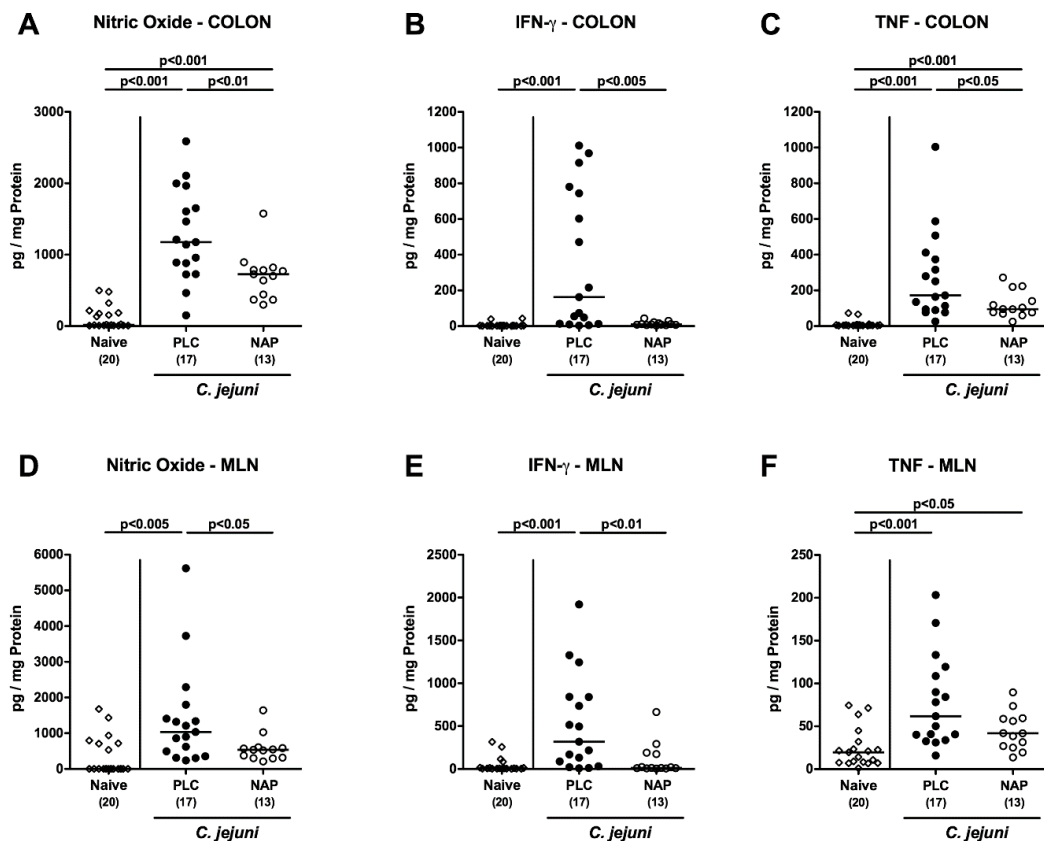 A
Nitric Oxide - COLON
p<0.001
p<0.001
p<0.01
pg / mg Protein
3000
2000
1000
0
Naive
PLC
NAP
(20)
(17)
(13)
C. jejuni
B
IFN-γ - COLON
p<0.001
p<0.005
pg / mg Protein
1200
1000
800
600
400
200
0
Naive
PLC
NAP
(20)
(17)
(13)
C. jejuni
C
TNF - COLON
p<0.001
p<0.001
p<0.05
pg / mg Protein
1200
1000
800
600
400
200
0
Naive
PLC
NAP
(20)
(17)
(13)
C. jejuni
D
Nitric Oxide - MLN
p<0.005
p<0.05
pg / mg Protein
6000
5000
4000
3000
2000
1000
0
Naive
PLC
NAP
(20)
(17)
(13)
C. jejuni
E
IFN-γ - MLN
p<0.001
p<0.01
pg / mg Protein
2500
2000
1500
1000
500
0
Naive
PLC
NAP
(20)
(17)
(13)
C. jejuni
F
TNF - MLN
p<0.05
p<0.001
pg / mg Protein
250
200
150
100
50
0
Naive
PLC
NAP
(20)
(17)
(13)
C. jejuni